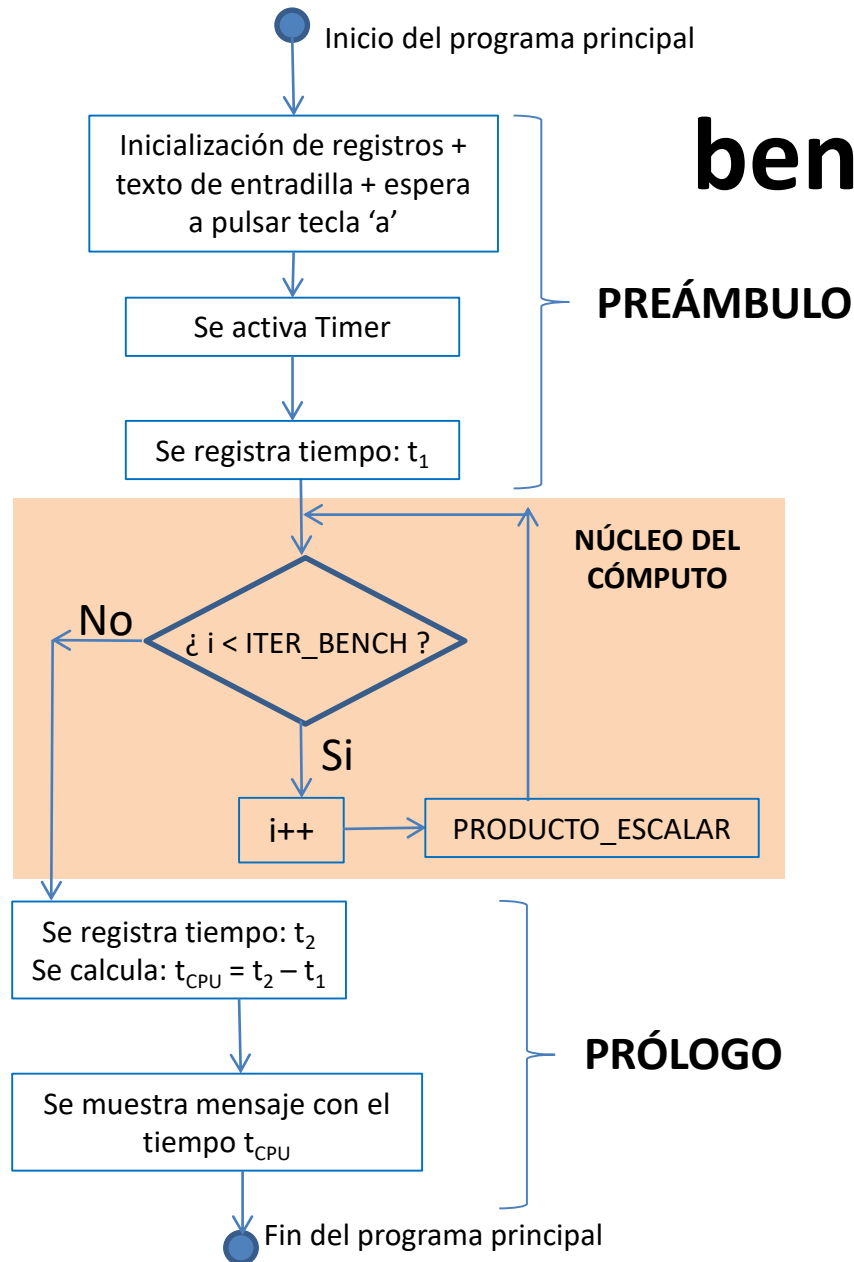 Inicio del programa principal
Inicialización de registros +
texto de entradilla + espera
a pulsar tecla ‘a’
ben
PREÁMBULO
Se activa Timer
Se registra tiempo: t₁
NÚCLEO DEL
CÓMPUTO
No
¿ i < ITER_BENCH ?
Si
i++
PRODUCTO_ESCALAR
Se registra tiempo: t₂
Se calcula: t_CPU = t₂ – t₁
PRÓLOGO
Se muestra mensaje con el
tiempo t_CPU
Fin del programa principal